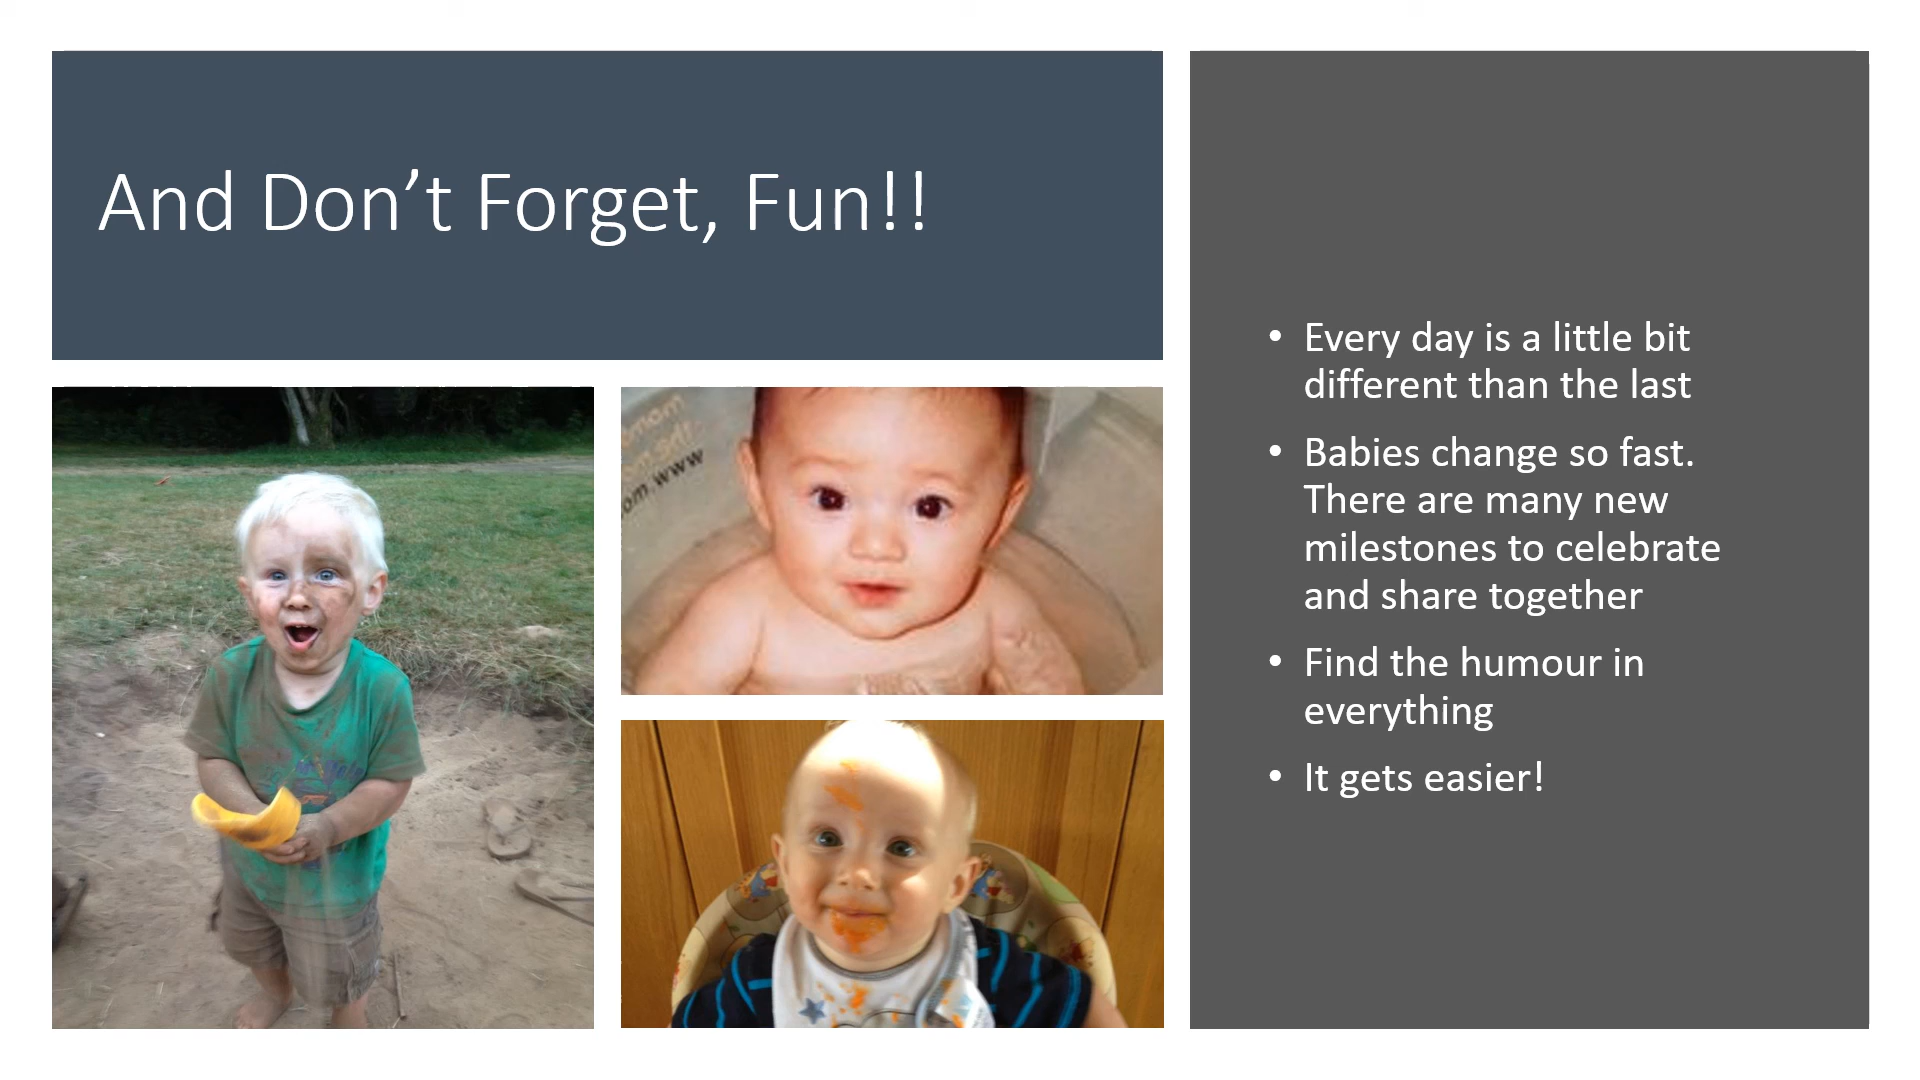 And Don’t Forget, Fun!!
• Every day is a little bit
different than the last
• Babies change so fast.
There are many new
milestones to celebrate
and share together
• Find the humour in
everything
• It gets easier!
www